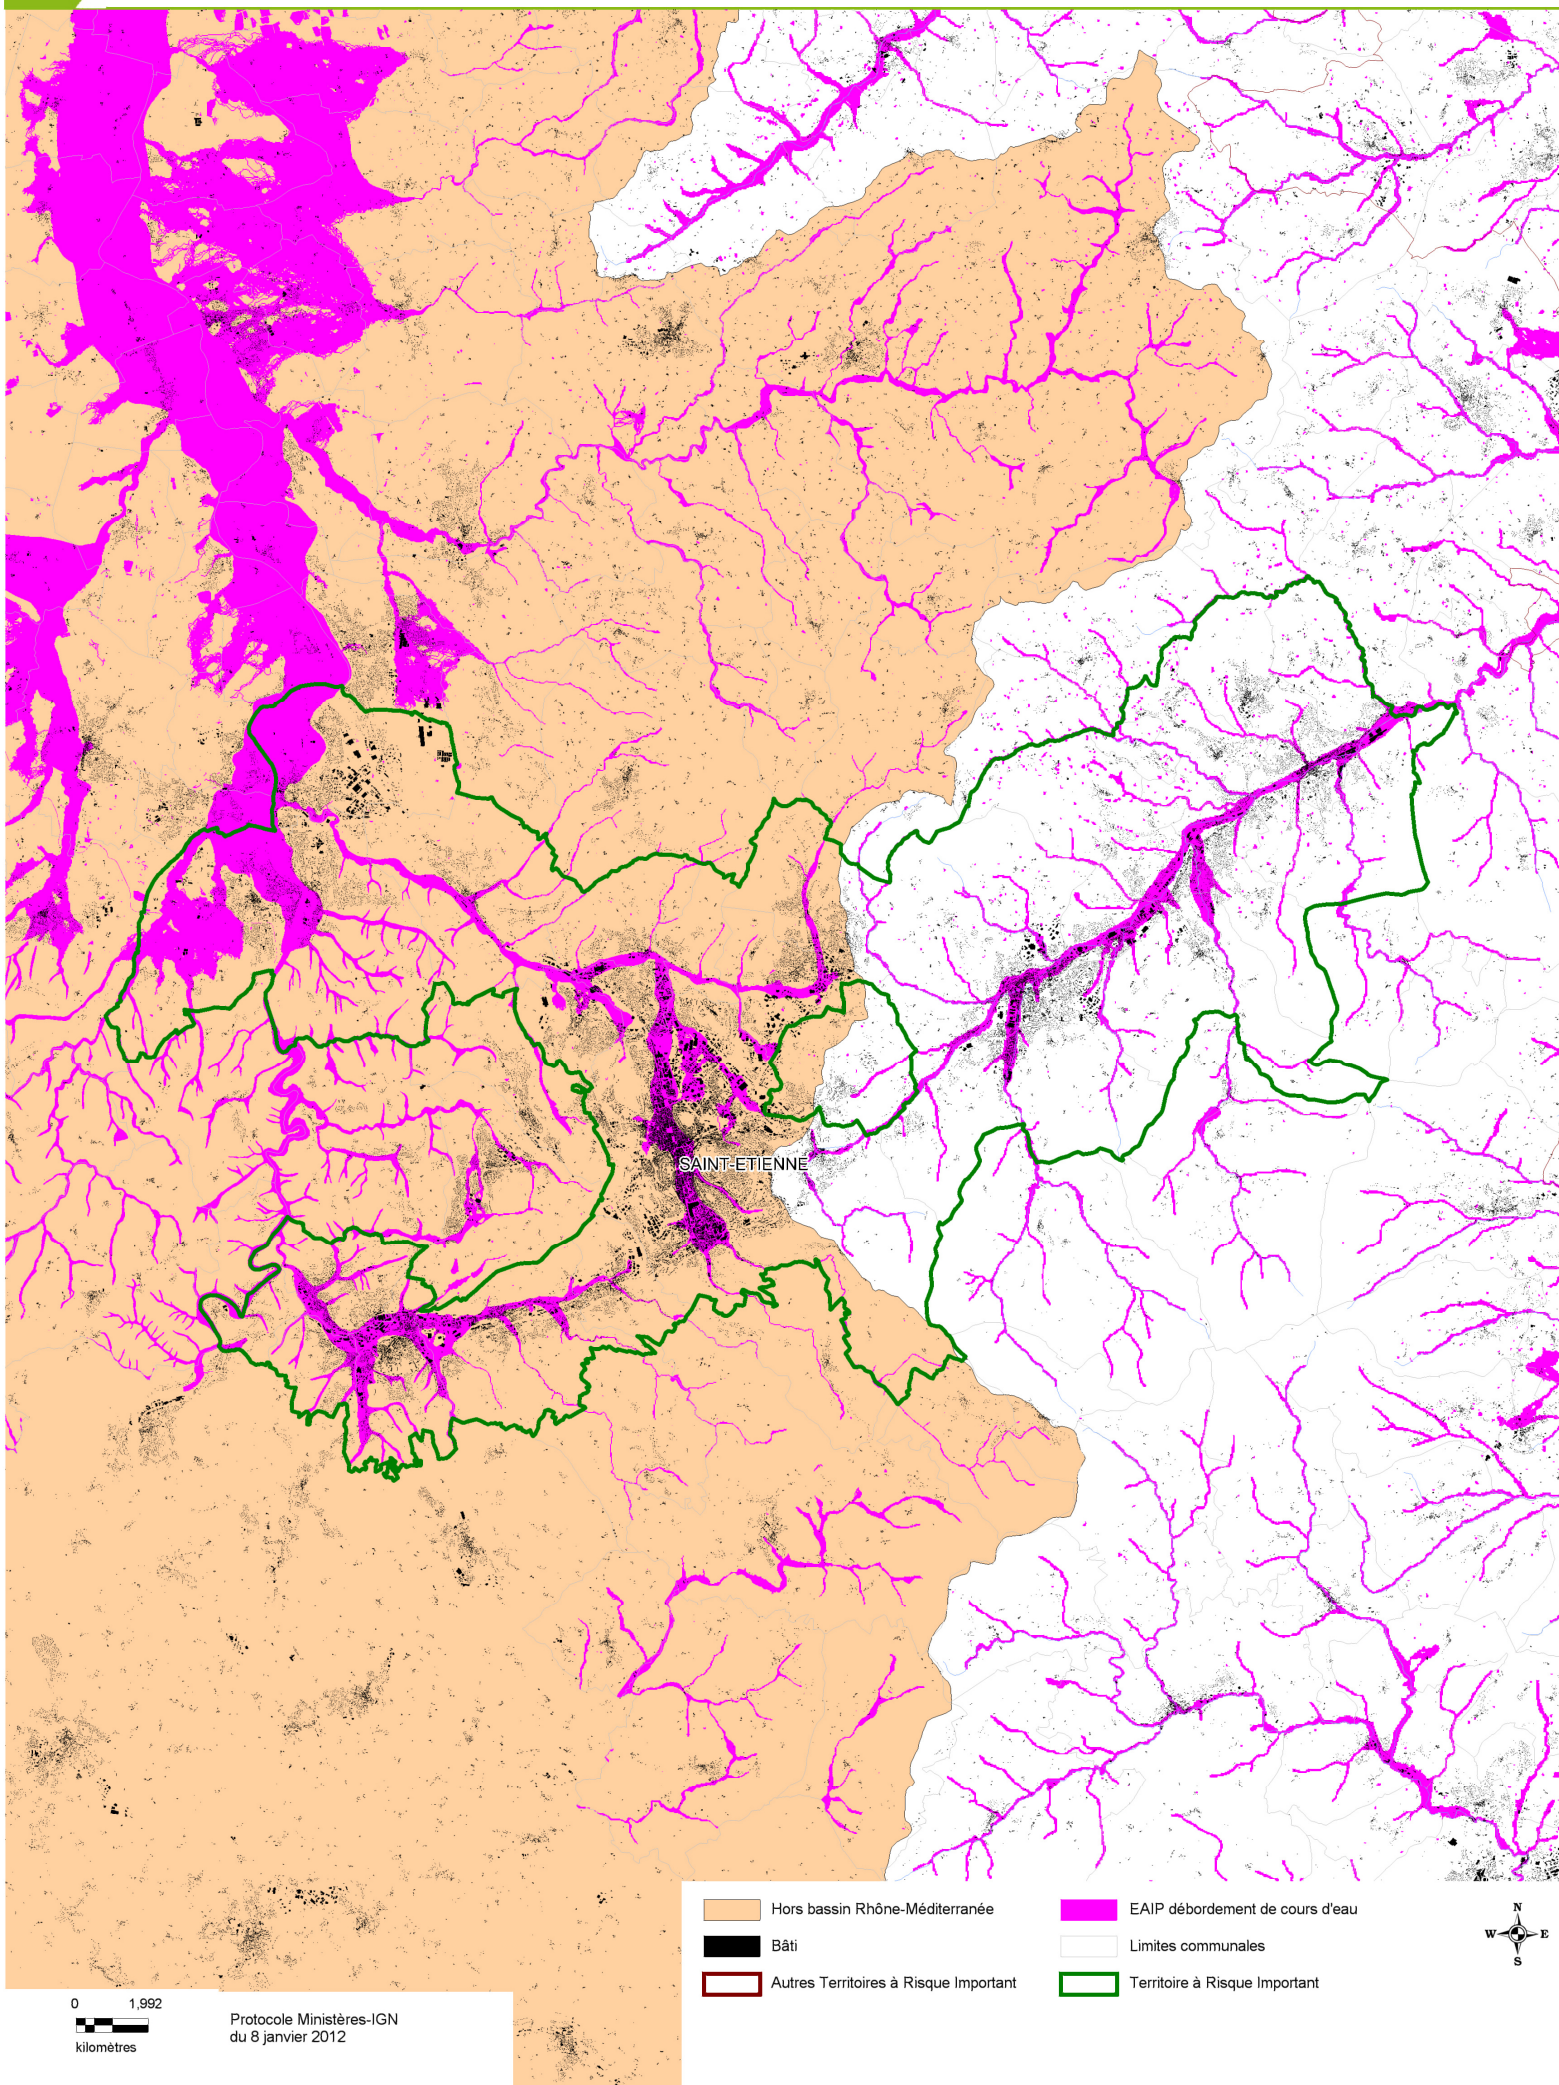 SAINT-ETIENNE
Hors bassin Rhône-Méditerranée
EAIP débordement de cours d'eau
Bâti
Limites communales
Autres Territoires à Risque Important
Territoire à Risque Important
N
W E
S
0 1,992
kilomètres
Protocole Ministères-IGN
du 8 janvier 2012